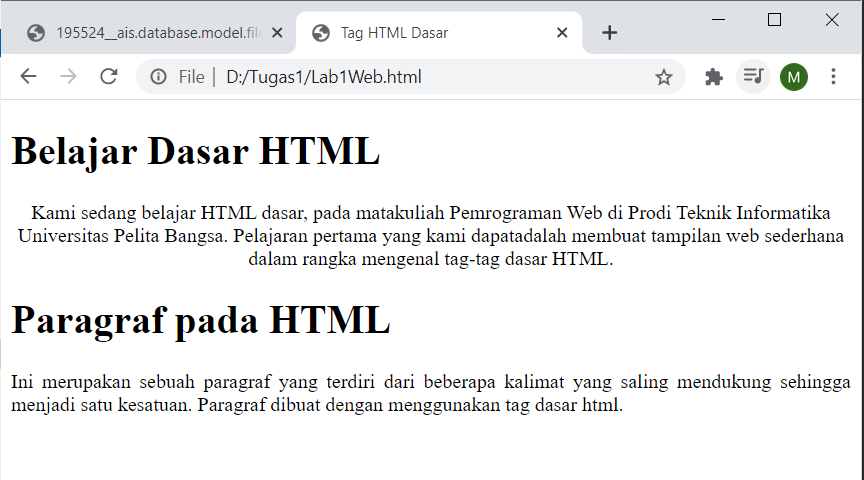 195524__ais.database.model.file
Tag HTML Dasar
File | D:/Tugas1/Lab1Web.html
M
Belajar Dasar HTML
Kami sedang belajar HTML dasar, pada matakuliah Pemrograman Web di Prodi Teknik Informatika
Universitas Pelita Bangsa. Pelajaran pertama yang kami dapatadalah membuat tampilan web sederhana
dalam rangka mengenal tag-tag dasar HTML.
Paragraf pada HTML
Ini merupakan sebuah paragraf yang terdiri dari beberapa kalimat yang saling mendukung sehingga
menjadi satu kesatuan. Paragraf dibuat dengan menggunakan tag dasar html.